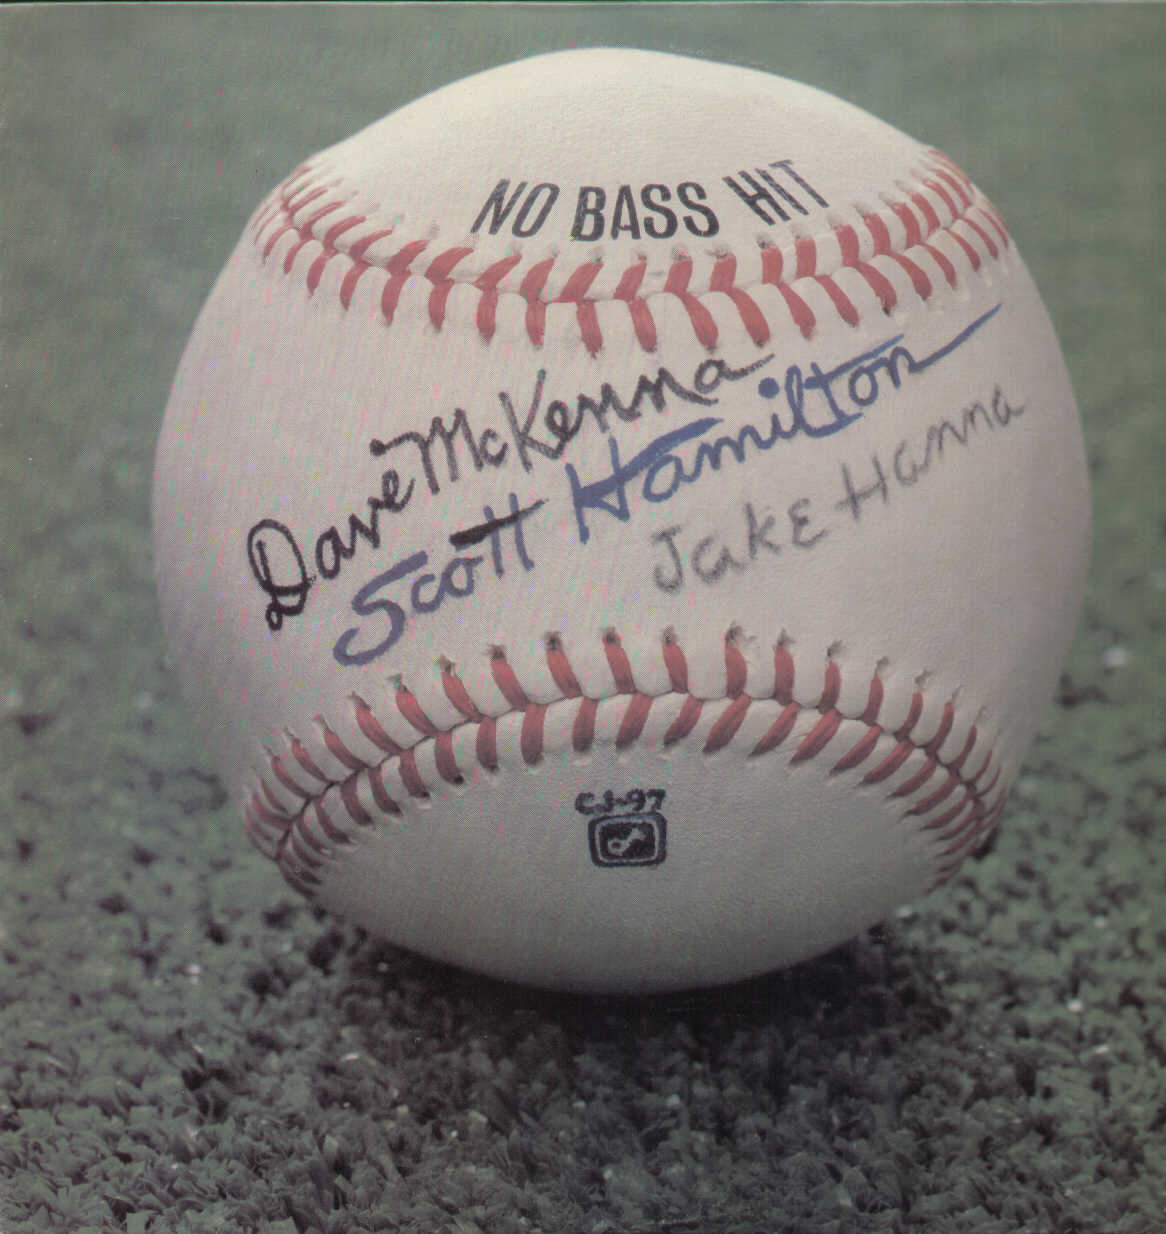 NO BASS HIT
Dave McKenna
Scott Hamilton
Jake Hanna
CJ-97